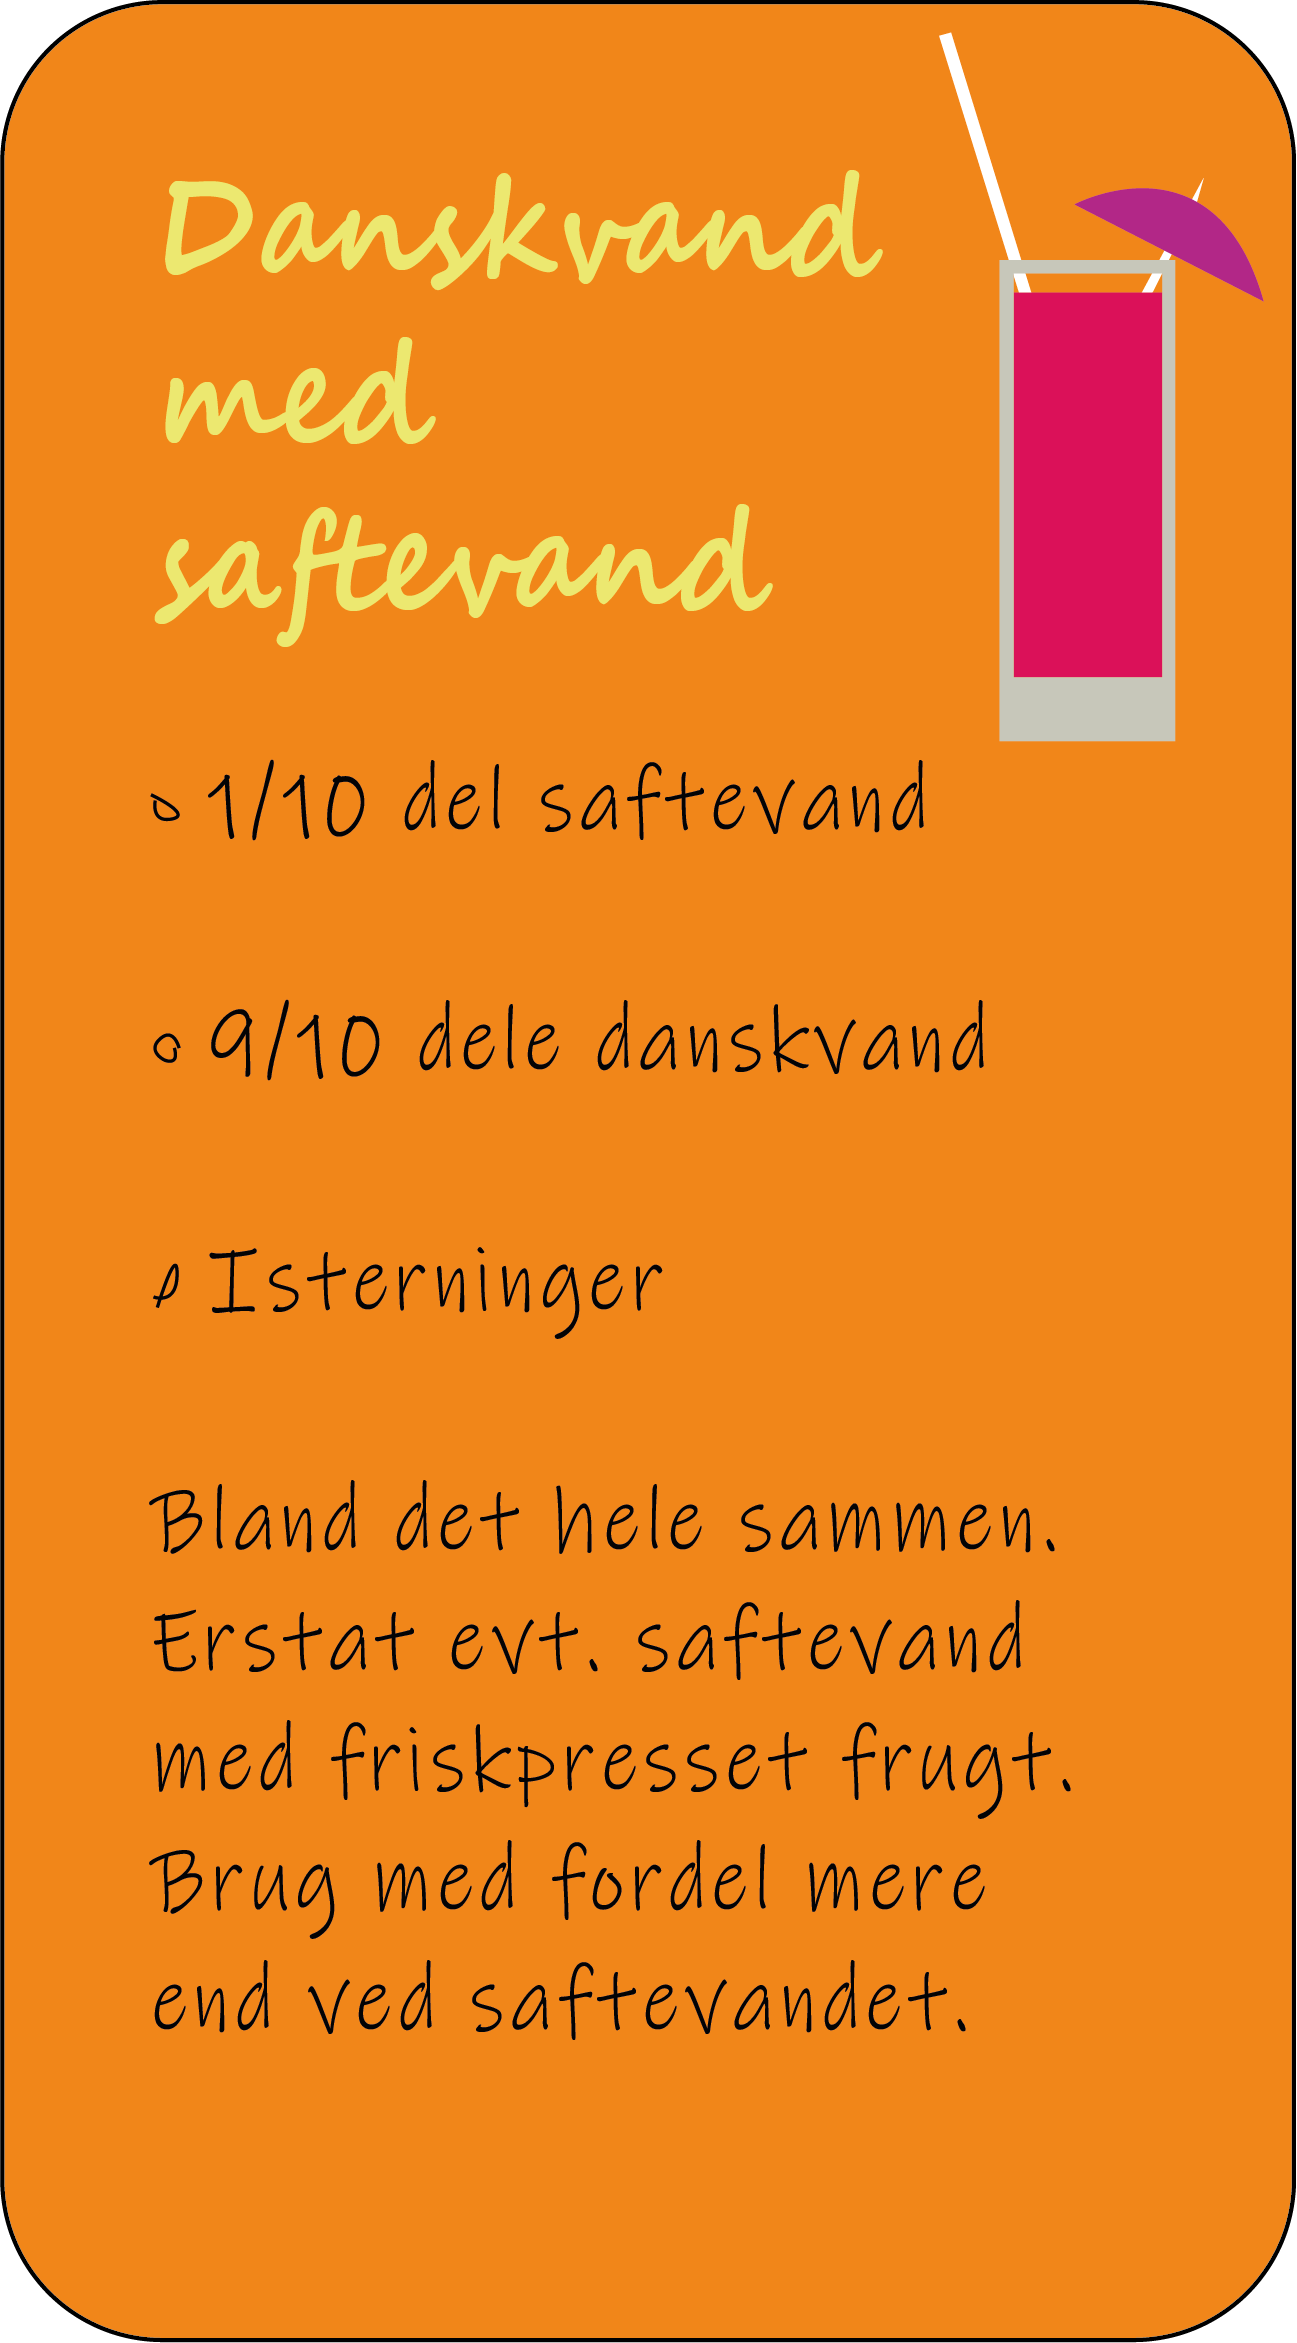 Danskvand
med
saftevand
1/10 del saftevand
9/10 dele danskvand
Isterninger
Bland det hele sammen.
Erstat evt. saftevand
med friskpresset frugt.
Brug med fordel mere
end ved saftevandet.